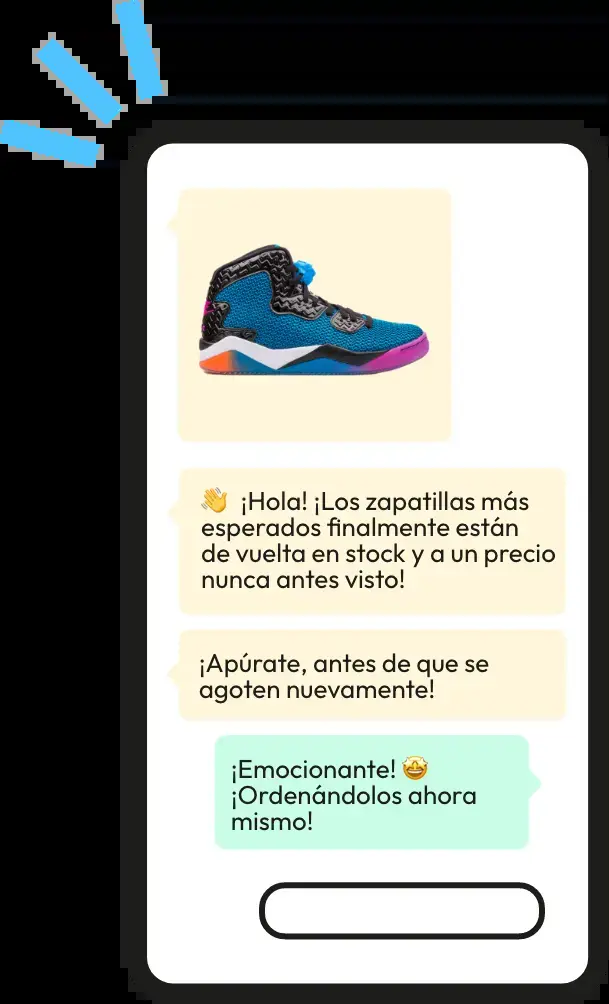 👋 ¡Hola! ¡Los zapatillas más
esperados finalmente están
de vuelta en stock y a un precio
nunca antes visto!
¡Apúrate, antes de que se
agoten nuevamente!
¡Emocionante! 🤩
¡Ordenándolos ahora
mismo!